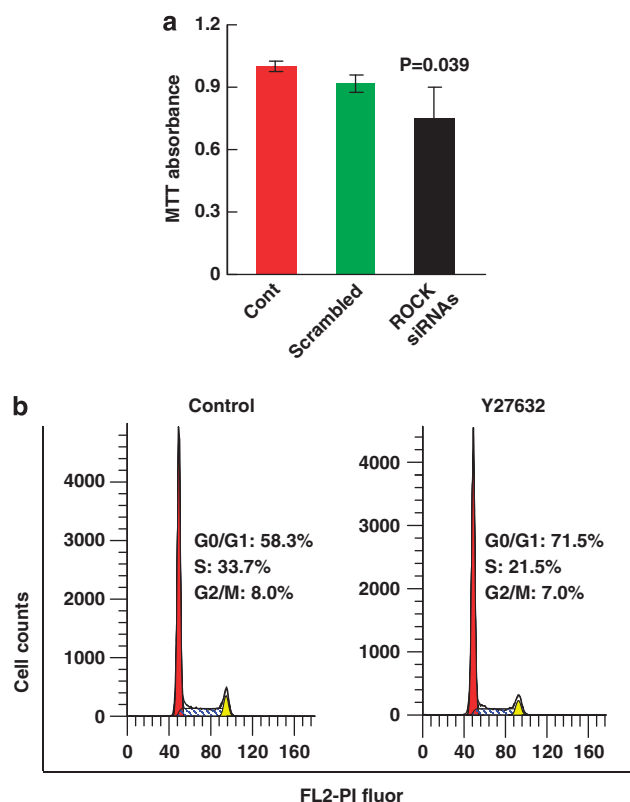 a
1.2
0.9
0.6
0.3
0
MTT absorbance
P=0.039
Cont
Scrambled
ROCK
siRNAs
b
Control
Y27632
Cell counts
4000
3000
2000
1000
0
G0/G1: 58.3%
S: 33.7%
G2/M: 8.0%
0 40 80 120 160
4000
3000
2000
1000
0
G0/G1: 71.5%
S: 21.5%
G2/M: 7.0%
0 40 80 120 160
FL2-PI fluor